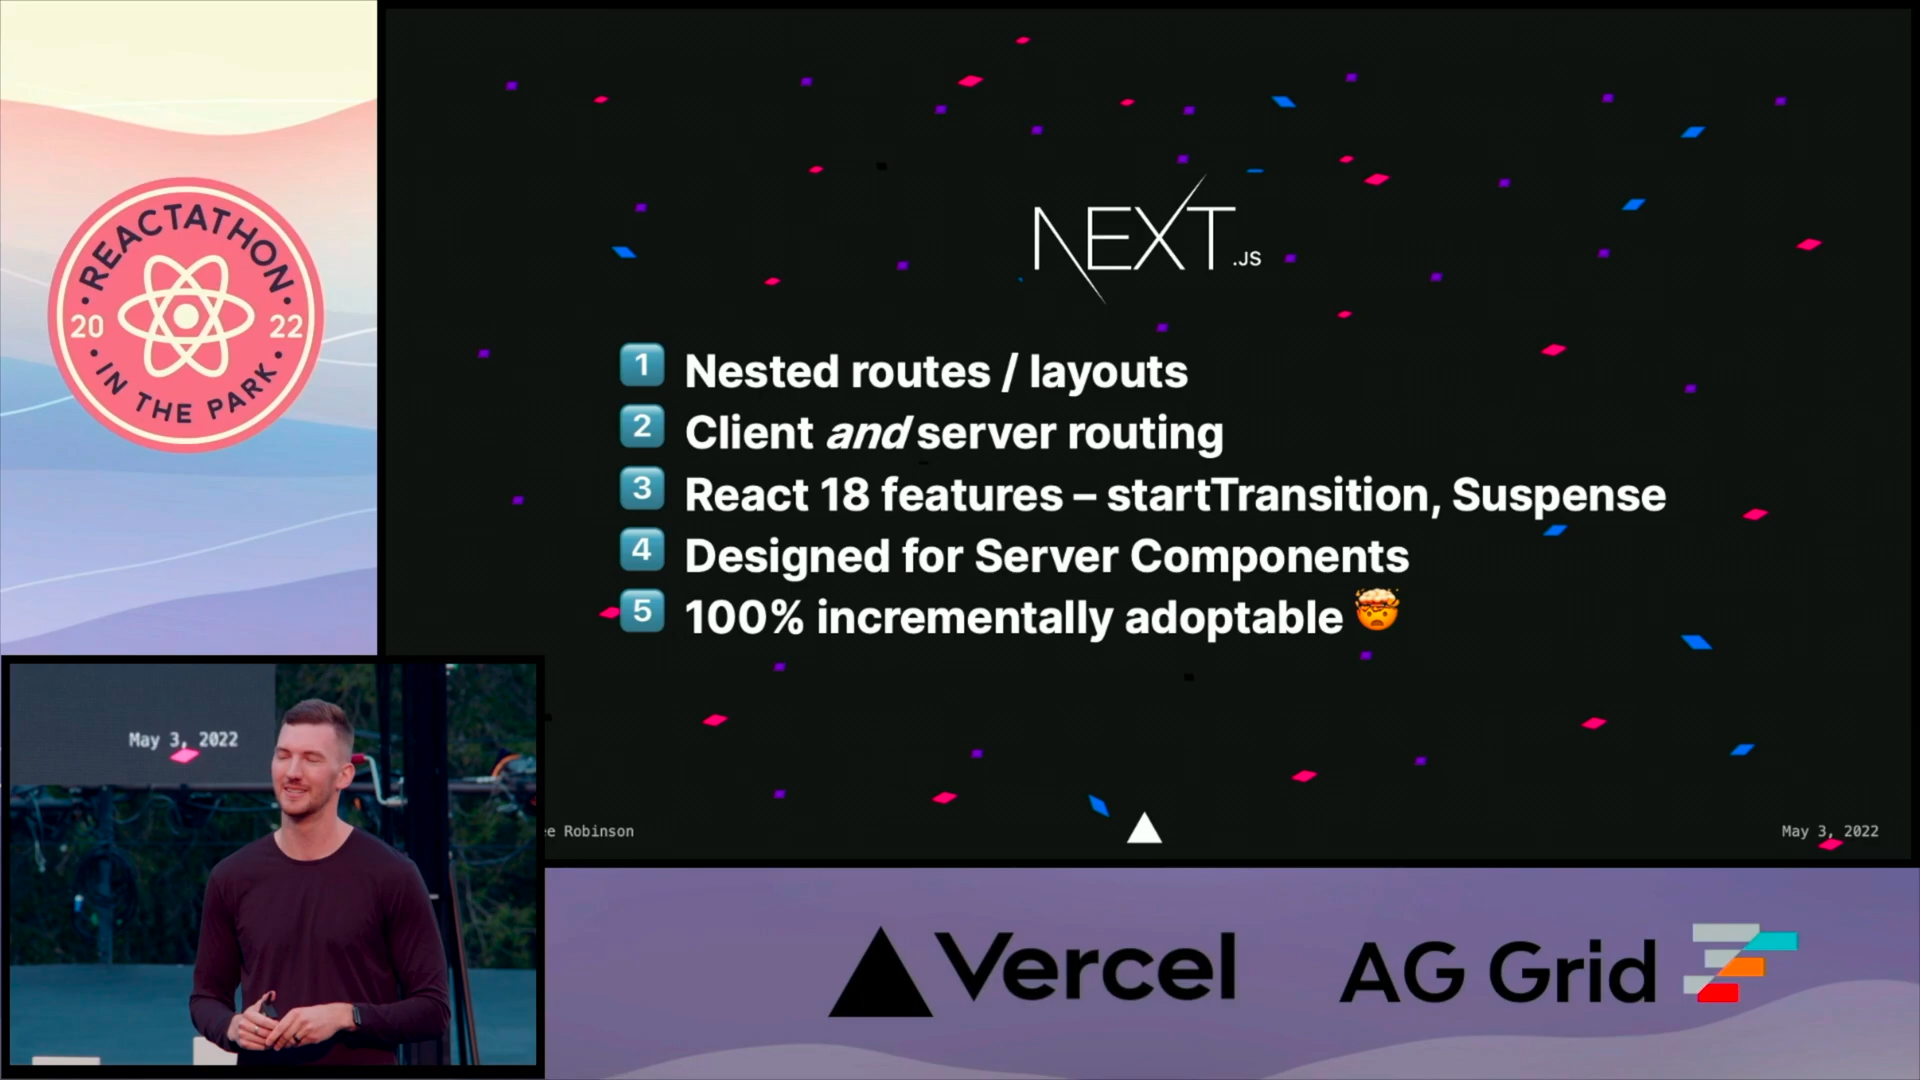 REACTATHON
20 22
IN THE PARK
NEXT.JS
1 Nested routes / layouts
2 Client and server routing
3 React 18 features – startTransition, Suspense
4 Designed for Server Components
5 100% incrementally adoptable 🤯
May 3, 2022
ee Robinson
May 3, 2022
Vercel
AG Grid